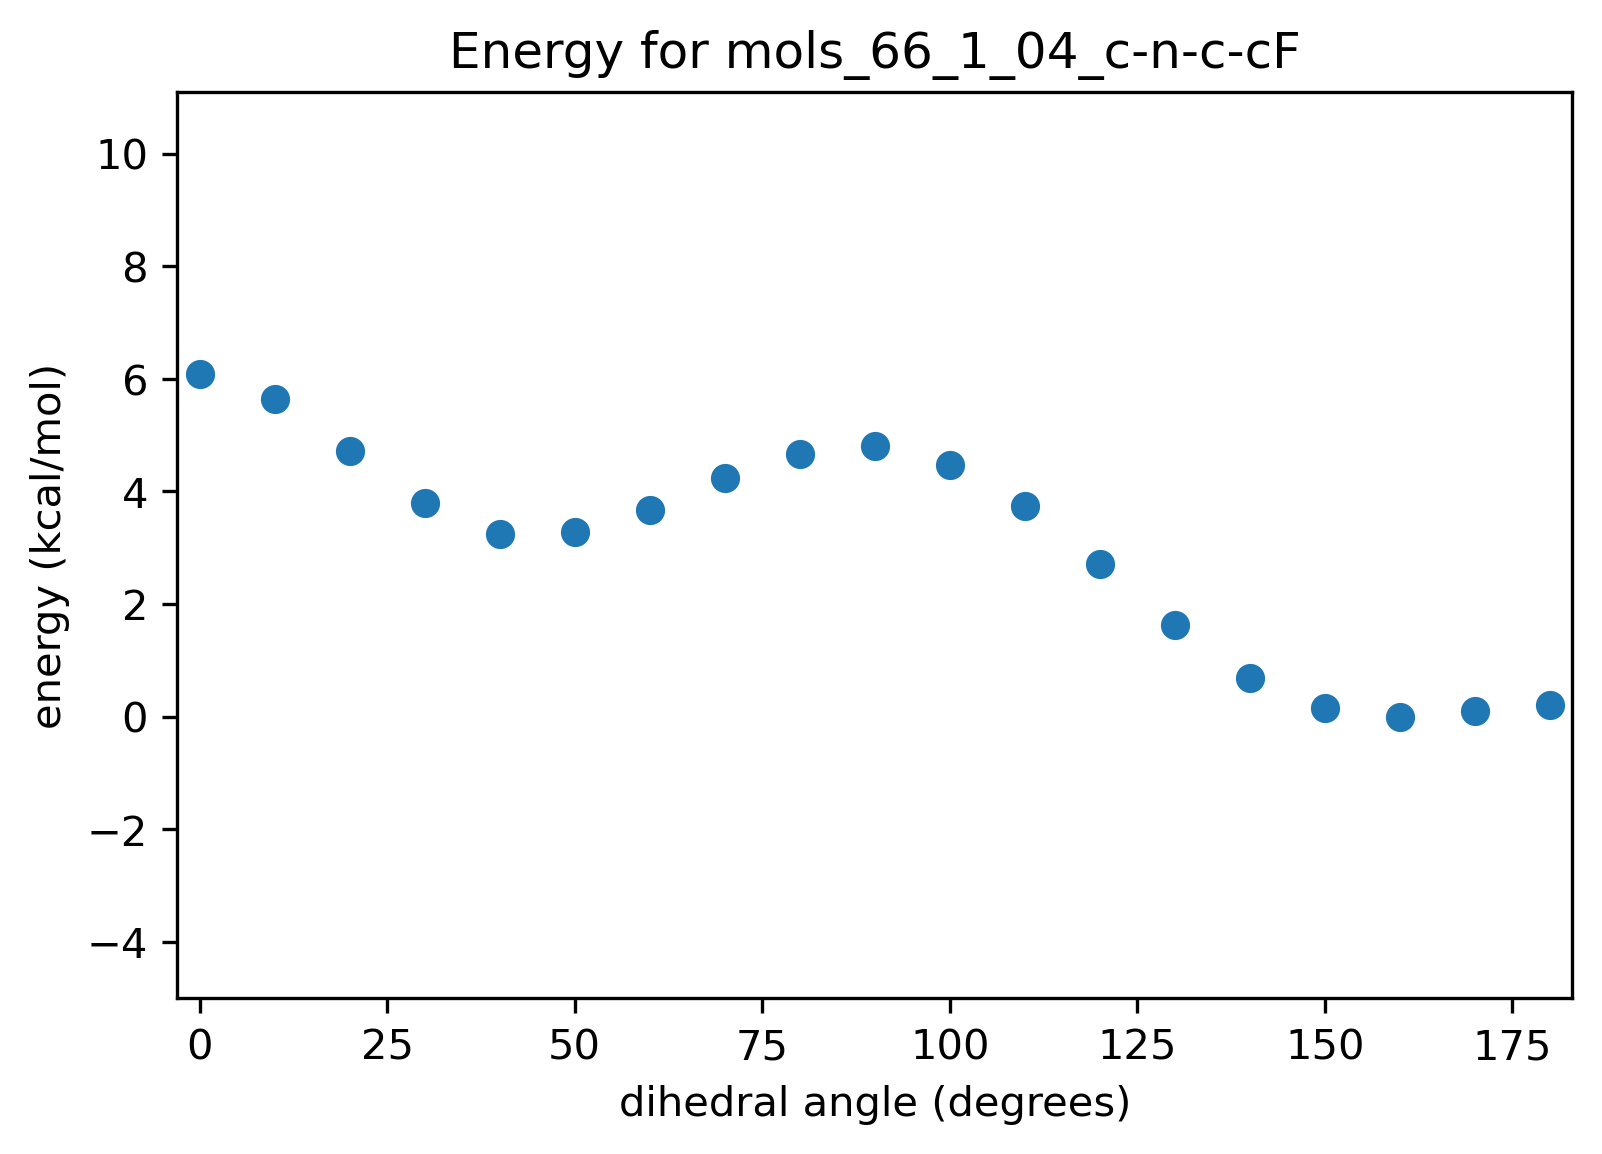 Energy for mols_66_1_04_c-n-c-cF
energy (kcal/mol)
10
8
6
4
2
0
−2
−4
0 25 50 75 100 125 150 175
dihedral angle (degrees)